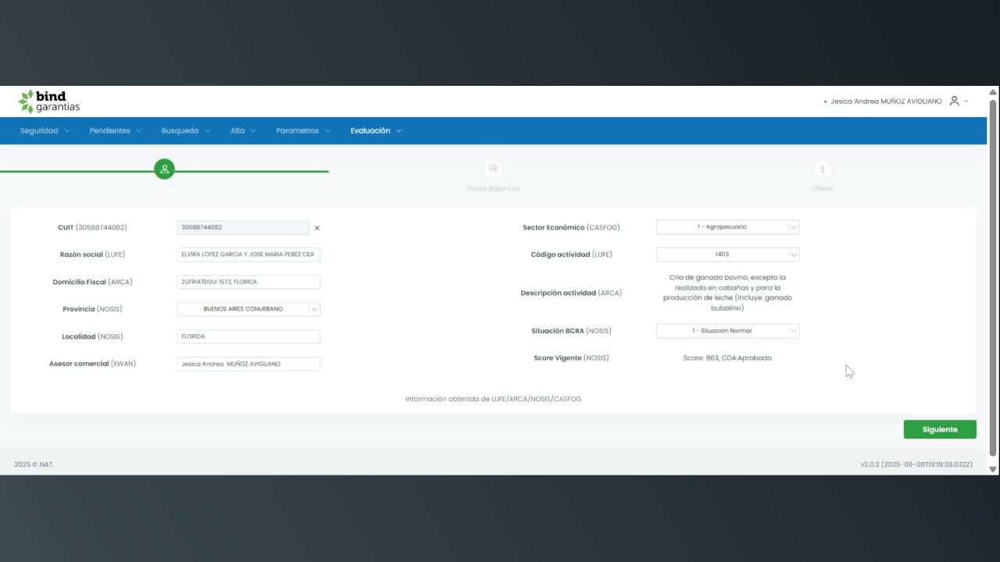 bind
garantias
Jesica Andrea MUÑOZ AVIGLIANO
Seguridad
Pendientes
Busqueda
Alta
Parametros
Evaluación
Datos Balances
Oferta
CUIT (30588744082)
30588744082
Razón social (LUFE)
ELVIRA LOPEZ GARCIA Y JOSE MARIA PEREZ CEA
Domicilio Fiscal (ARCA)
ZUFRIATEGUI 1573, FLORIDA
Provincia (NOSIS)
BUENOS AIRES CONURBANO
Localidad (NOSIS)
FLORIDA
Asesor comercial (EWAN)
Jesica Andrea MUÑOZ AVIGLIANO
Sector Económico (CASFOG)
1 - Agropecuario
Código actividad (LUFE)
14113
Descripción actividad (ARCA)
Cria de ganado bovino, excepto la
realizada en cabañas y para la
producción de leche (Incluye: ganado
bubalino)
Situación BCRA (NOSIS)
1 - Situacion Normal
Score Vigente (NOSIS)
Score: 863, CDA:Aprobado
Información obtenida de LUFE/ARCA/NOSIS/CASFOG
Siguiente
2025 © NAT.
v2.0.3 (2025-09-08T19:19:38.032Z)